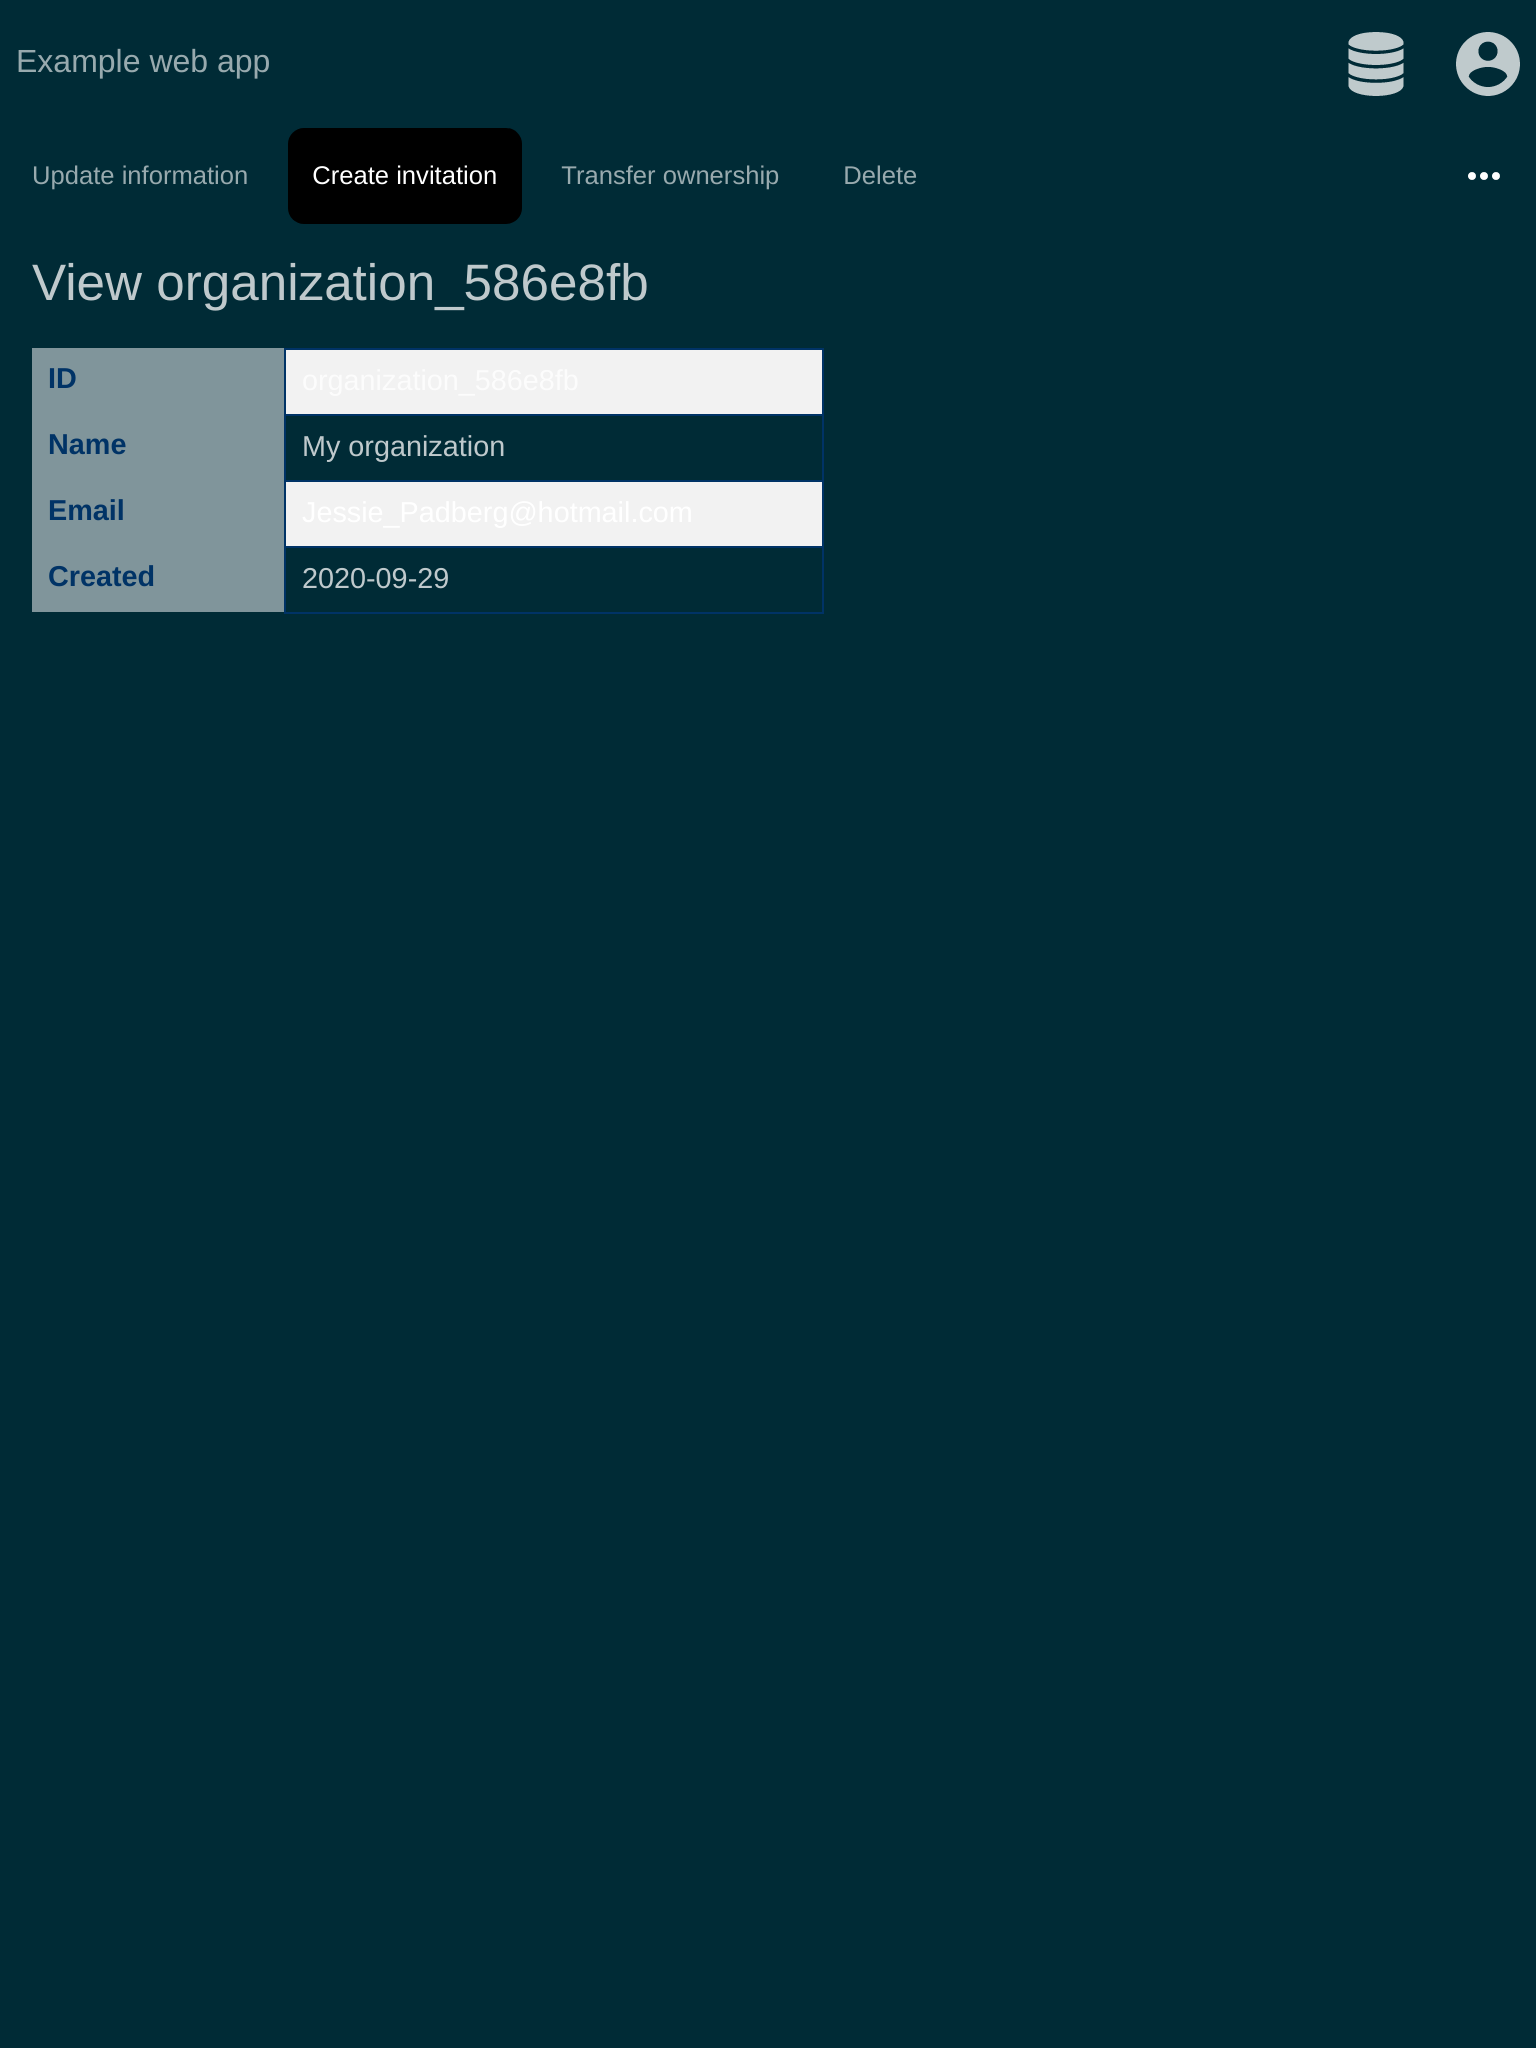 Example web app
Update information Create invitation Transfer ownership Delete
View organization_586e8fb
ID organization_586e8fb
Name My organization
Email Jessie_Padberg@hotmail.com
Created 2020-09-29